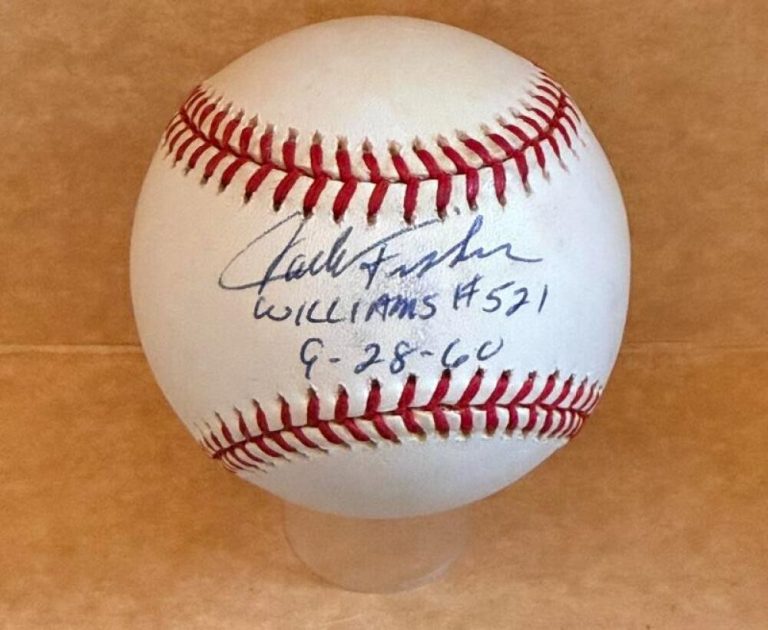 Jack Fisher
WILLIAMS #521
9-28-60